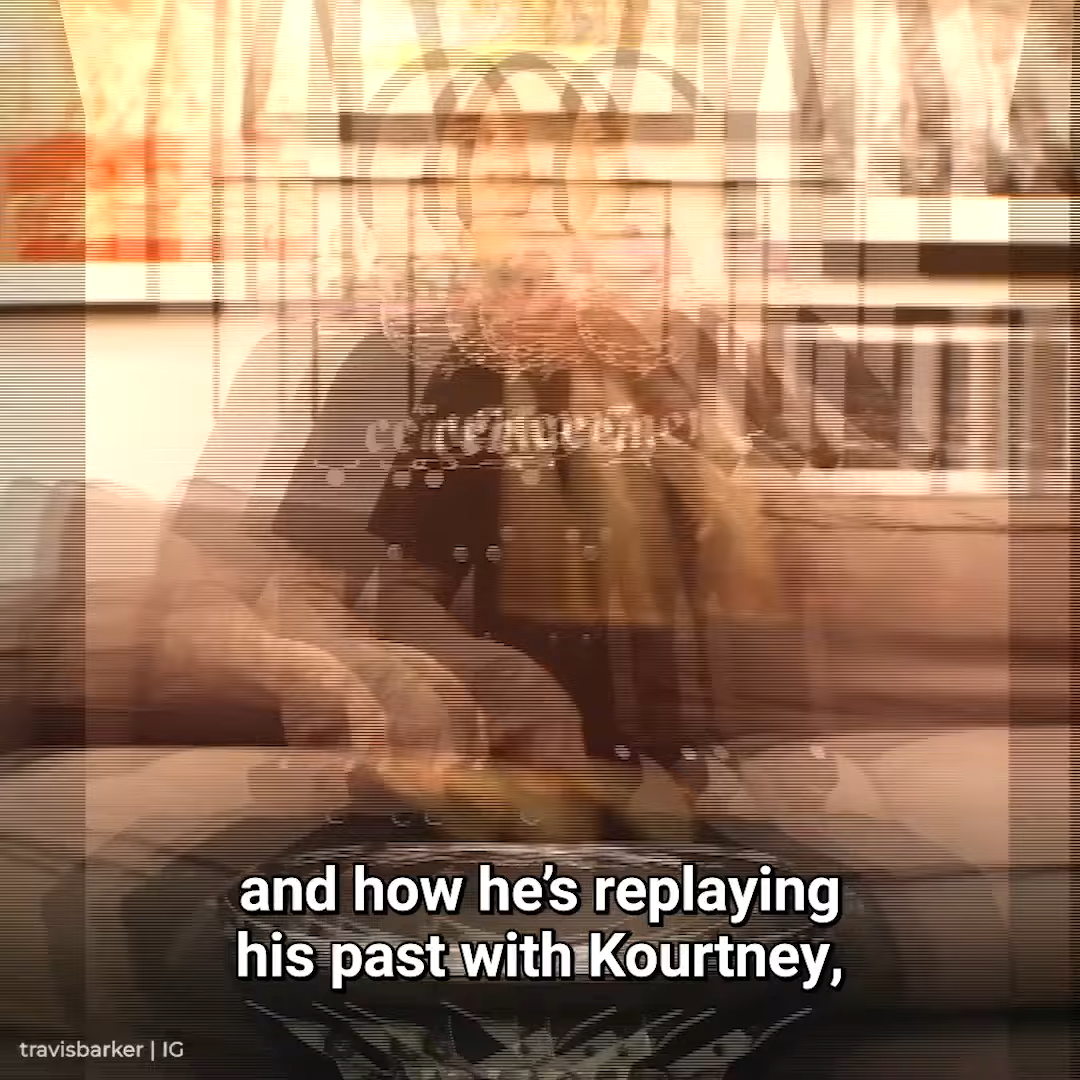 and how he’s replaying
his past with Kourtney,
travisbarker | IG